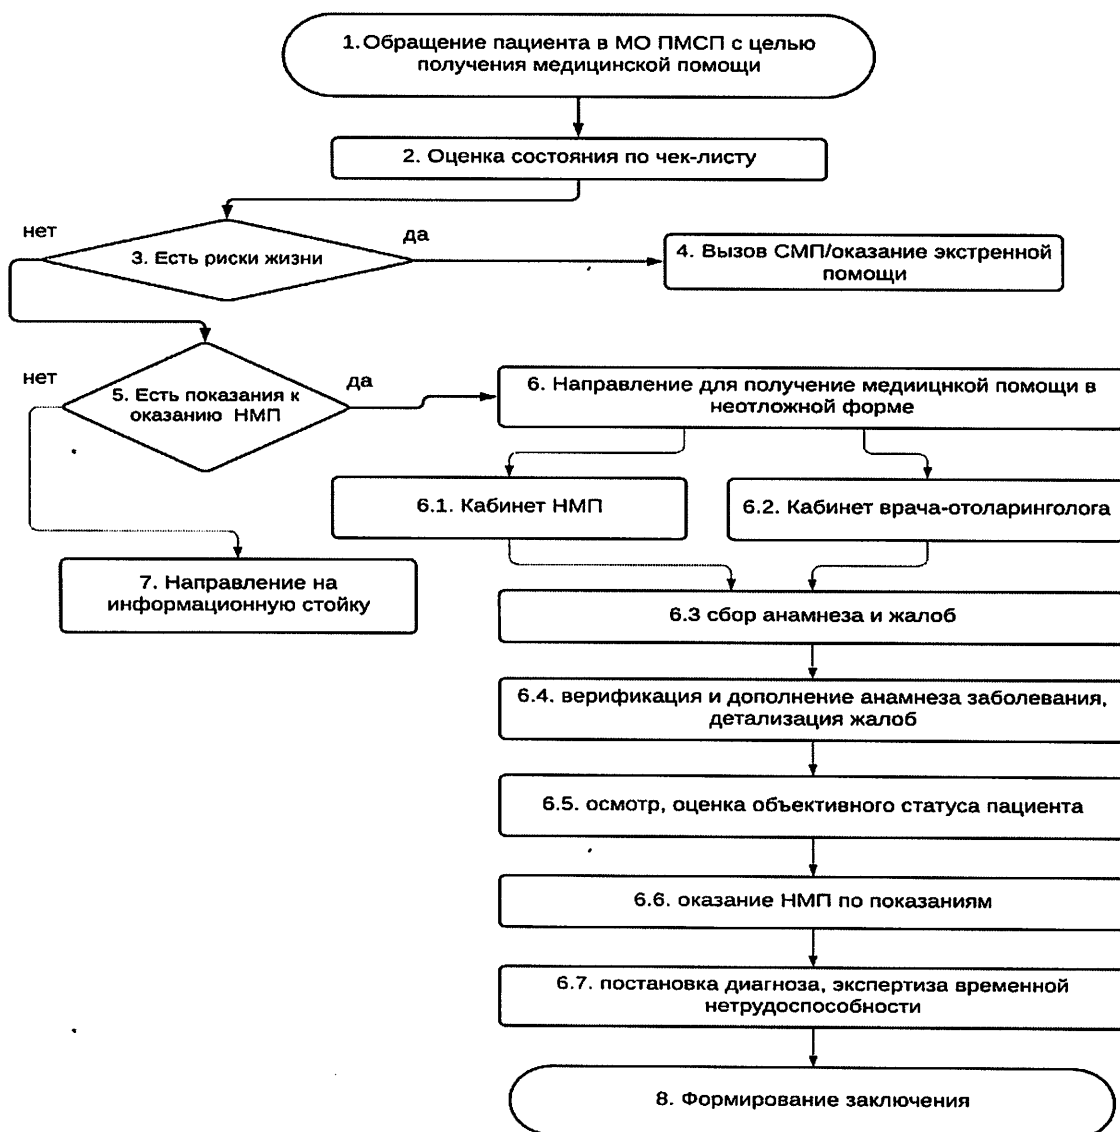 1. Обращение пациента в МО ПМСП с целью
получения медицинской помощи
2. Оценка состояния по чек-листу
нет
да
3. Есть риски жизни
4. Вызов СМП/оказание экстренной
помощи
нет
да
5. Есть показания к
оказанию НМП
6. Направление для получение медиицнкой помощи в
неотложной форме
6.1. Кабинет НМП
6.2. Кабинет врача-отоларинголога
7. Направление на
информационную стойку
6.3 сбор анамнеза и жалоб
6.4. верификация и дополнение анамнеза заболевания,
детализация жалоб
6.5. осмотр, оценка объективного статуса пациента
6.6. оказание НМП по показаниям
6.7. постановка диагноза, экспертиза временной
нетрудоспособности
8. Формирование заключения